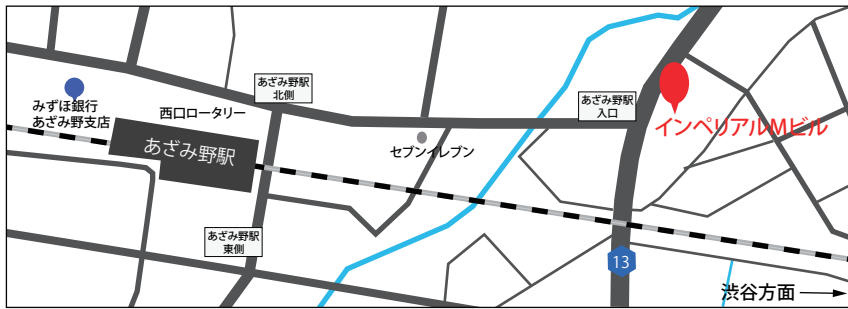 あざみ野駅
北側
みずほ銀行
あざみ野支店
西口ロータリー
あざみ野駅
入口
インペリアルMビル
あざみ野駅
セブンイレブン
あざみ野駅
東側
13
渋谷方面